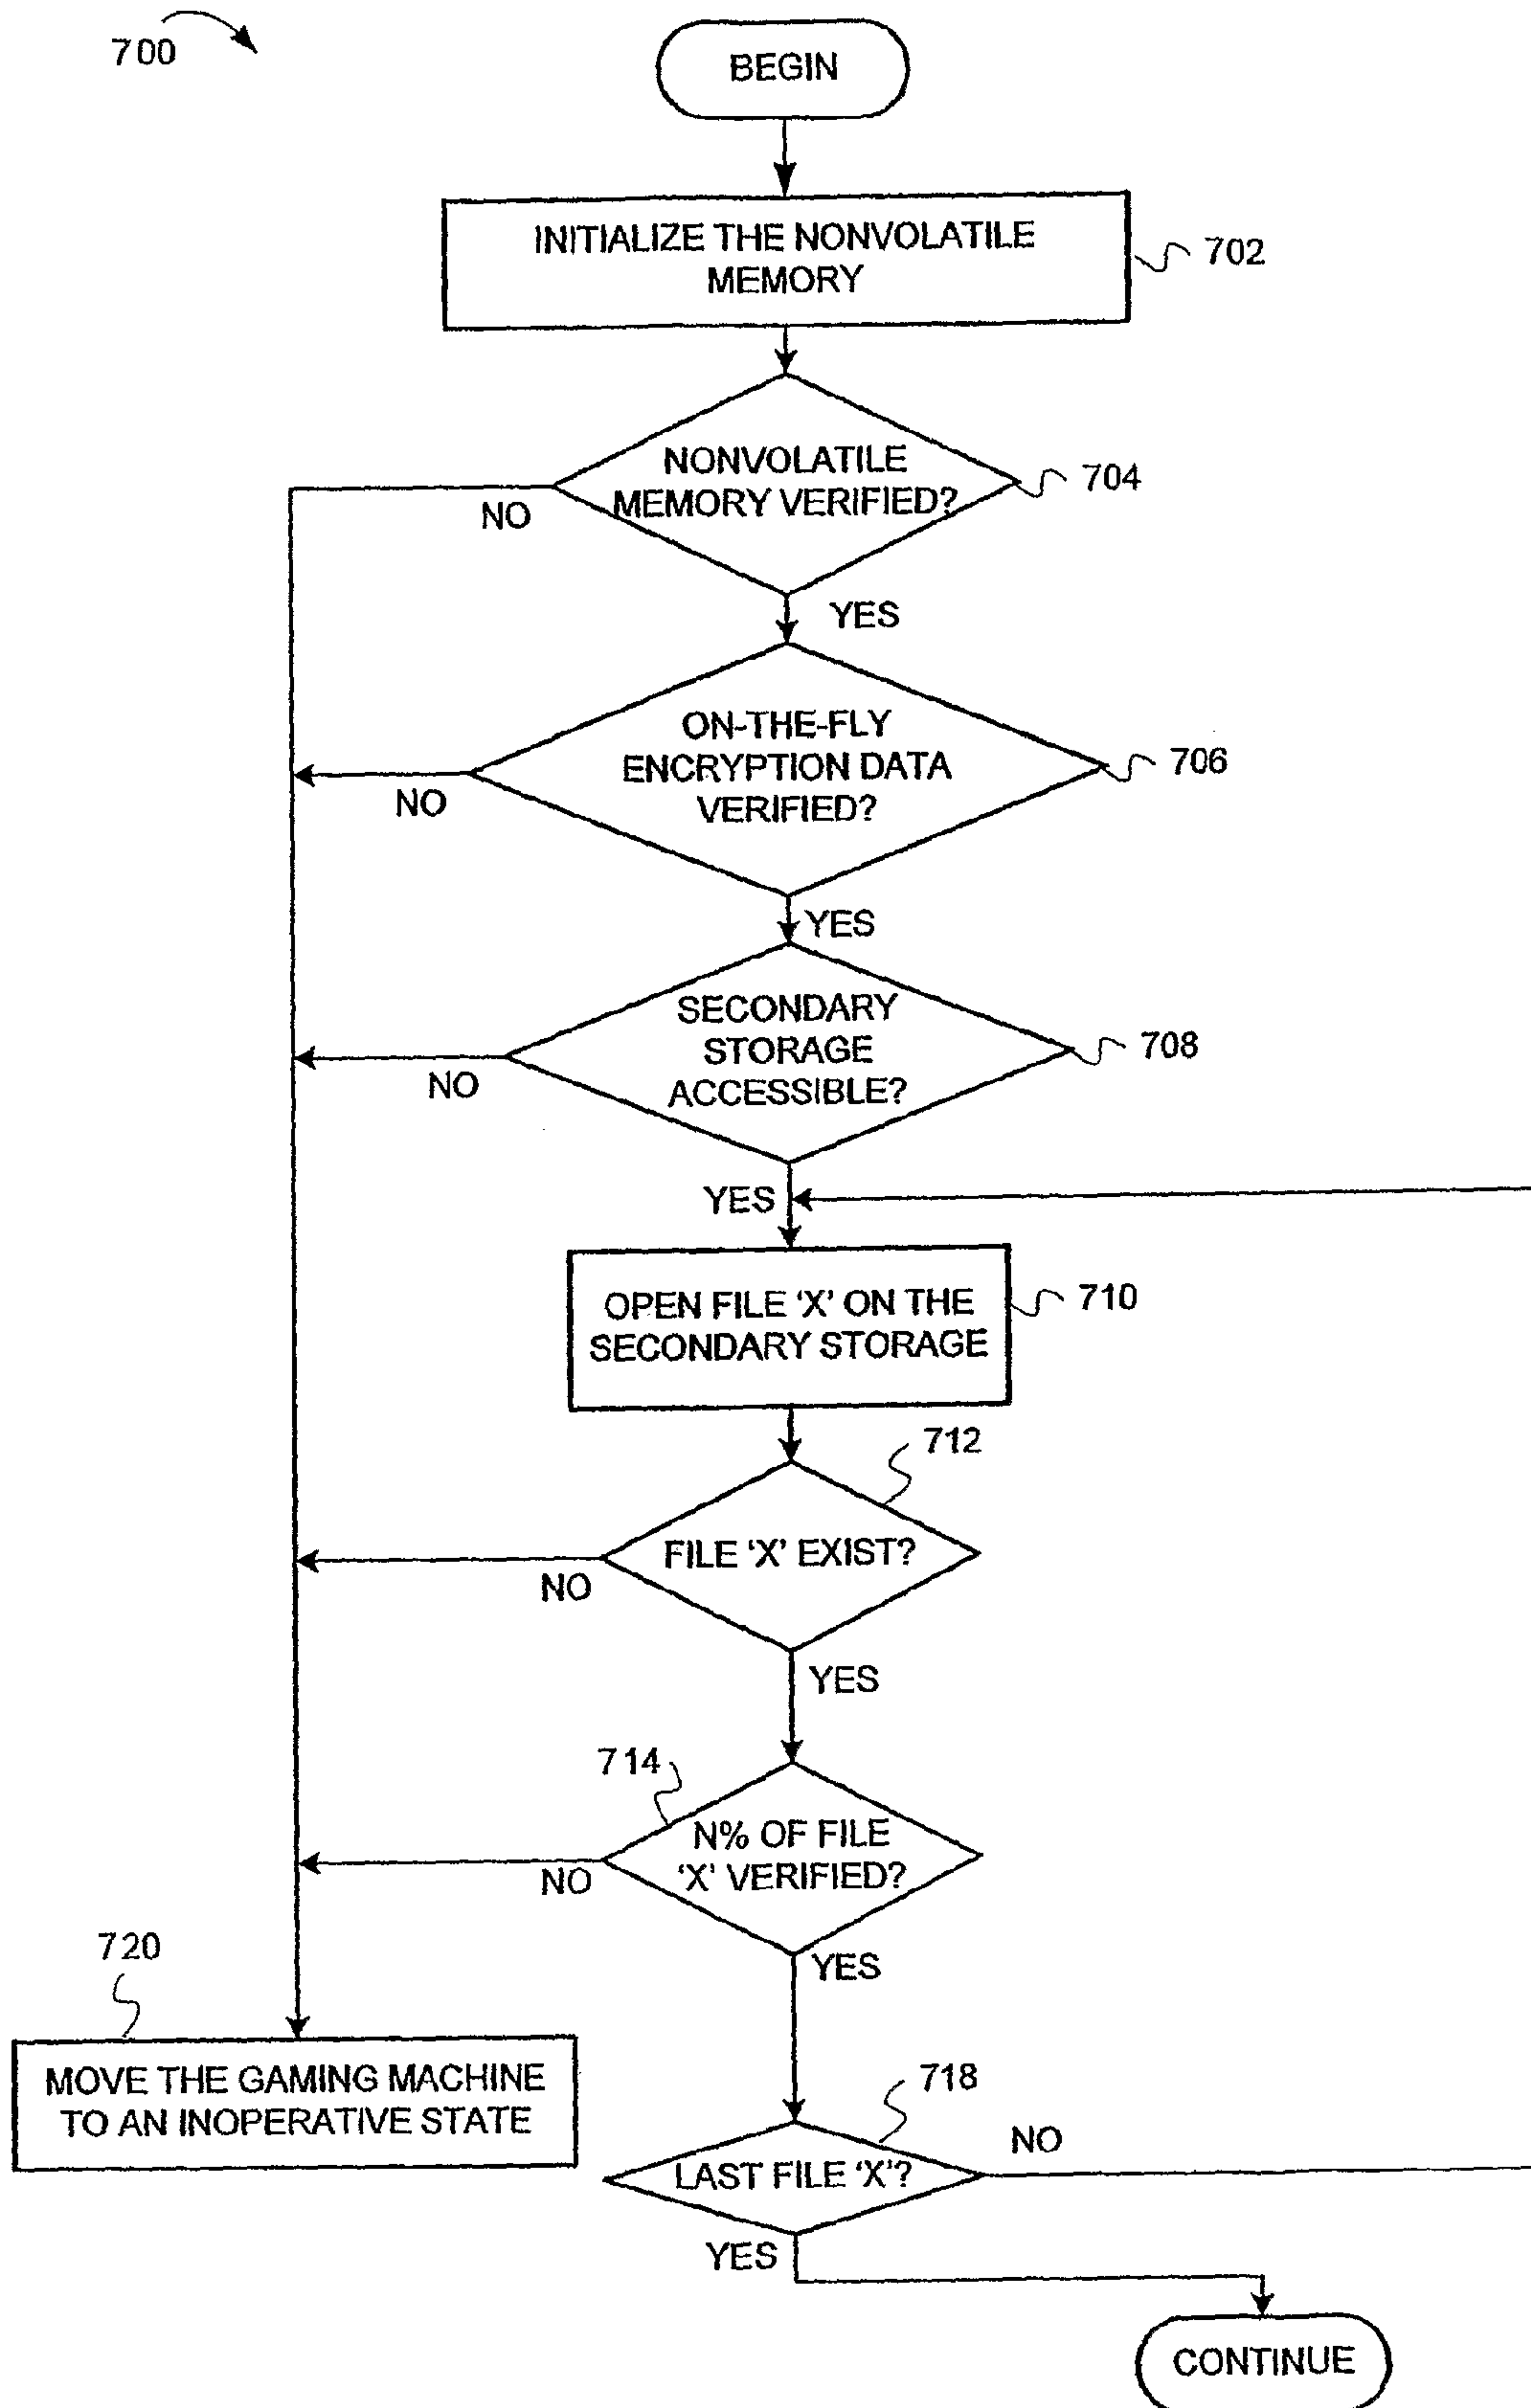 700
BEGIN
INITIALIZE THE NONVOLATILE
MEMORY
702
NONVOLATILE
MEMORY VERIFIED?
704
NO
YES
ON-THE-FLY
ENCRYPTION DATA
VERIFIED?
706
NO
YES
SECONDARY
STORAGE
ACCESSIBLE?
708
NO
YES
OPEN FILE ‘X’ ON THE
SECONDARY STORAGE
710
712
FILE ‘X’ EXIST?
NO
YES
714
N% OF FILE
‘X’ VERIFIED?
NO
YES
720
MOVE THE GAMING MACHINE
TO AN INOPERATIVE STATE
718
LAST FILE ‘X’?
NO
YES
CONTINUE